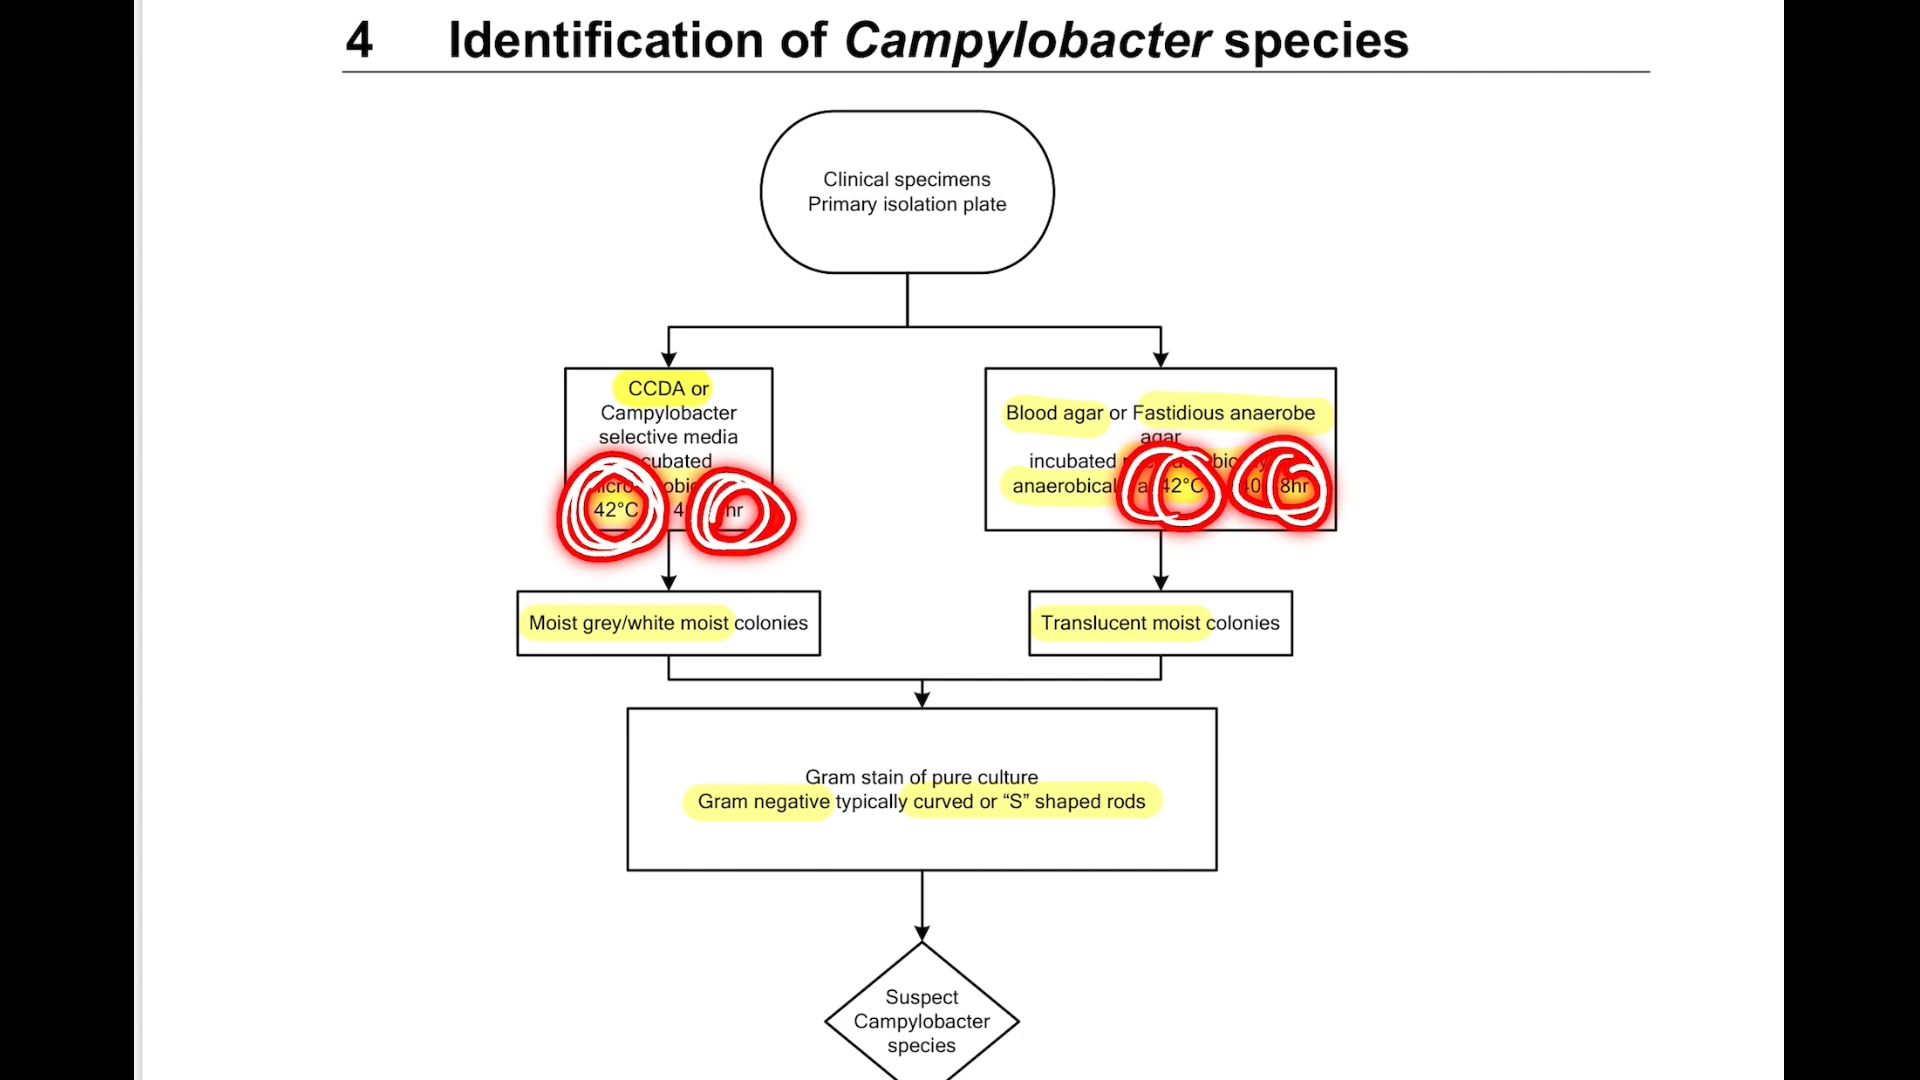 4 Identification of Campylobacter species
Clinical specimens
Primary isolation plate
CCDA or
Campylobacter
selective media
cubated
42°C hr
Blood agar or Fastidious anaerobe
agar
incubated
42°C 8hr
Moist grey/white moist colonies
Translucent moist colonies
Gram stain of pure culture
Gram negative typically curved or “S” shaped rods
Suspect
Campylobacter
species